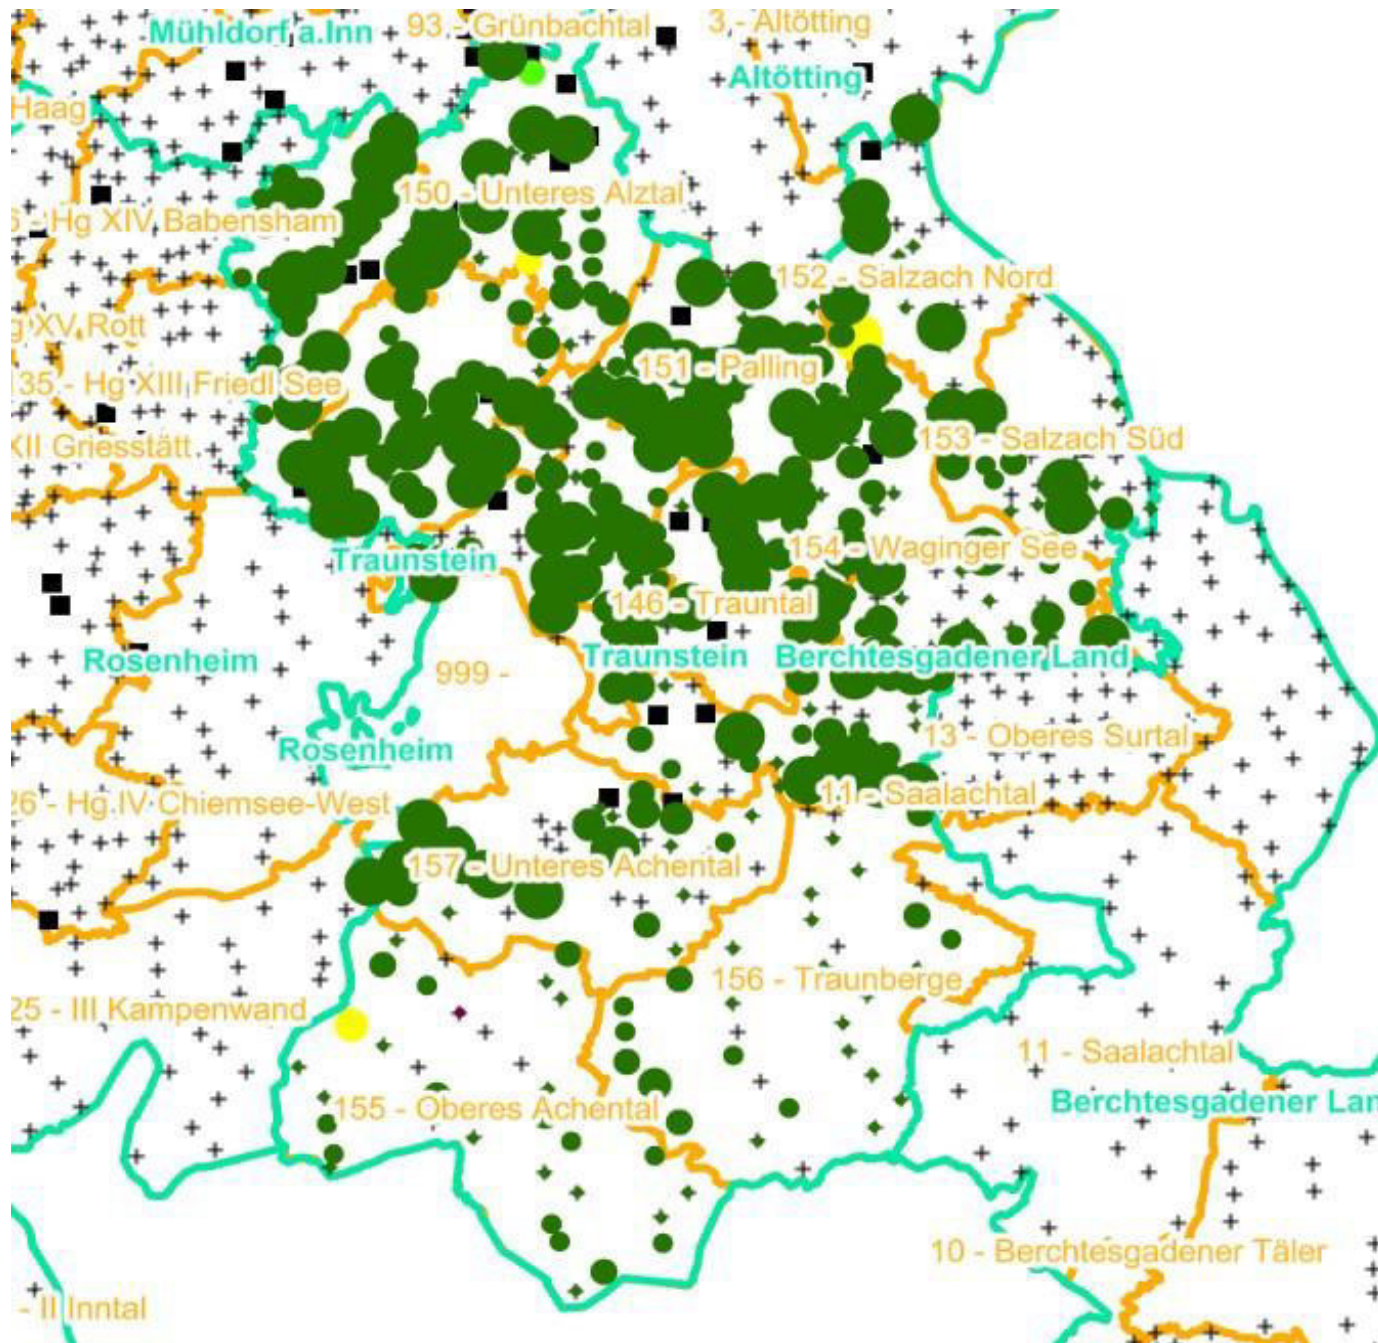 93 - Grünbachtal
3 - Altötting
Mühldorf a.Inn
Altötting
Haag
150 - Unteres Alztal
6 - Hg XIV Babensham
152 - Salzach Nord
g XV Rott
151 - Palling
135 - Hg XIII Friedl See
153 - Salzach Süd
XII Griesstätt
154 - Waginger See
Traunstein
146 - Trauntal
Traunstein
Berchtesgadener Land
Rosenheim
999 -
13 - Oberes Surtal
Rosenheim
11 - Saalachtal
26 - Hg IV Chiemsee-West
157 - Unteres Achental
156 - Traunberge
25 - III Kampenwand
11 - Saalachtal
Berchtesgadener Lan
155 - Oberes Achental
10 - Berchtesgadener Täler
- II Inntal